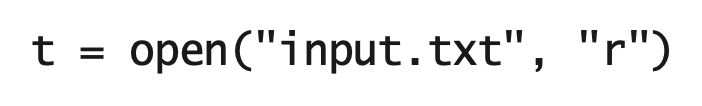 t = open("input.txt", "r")